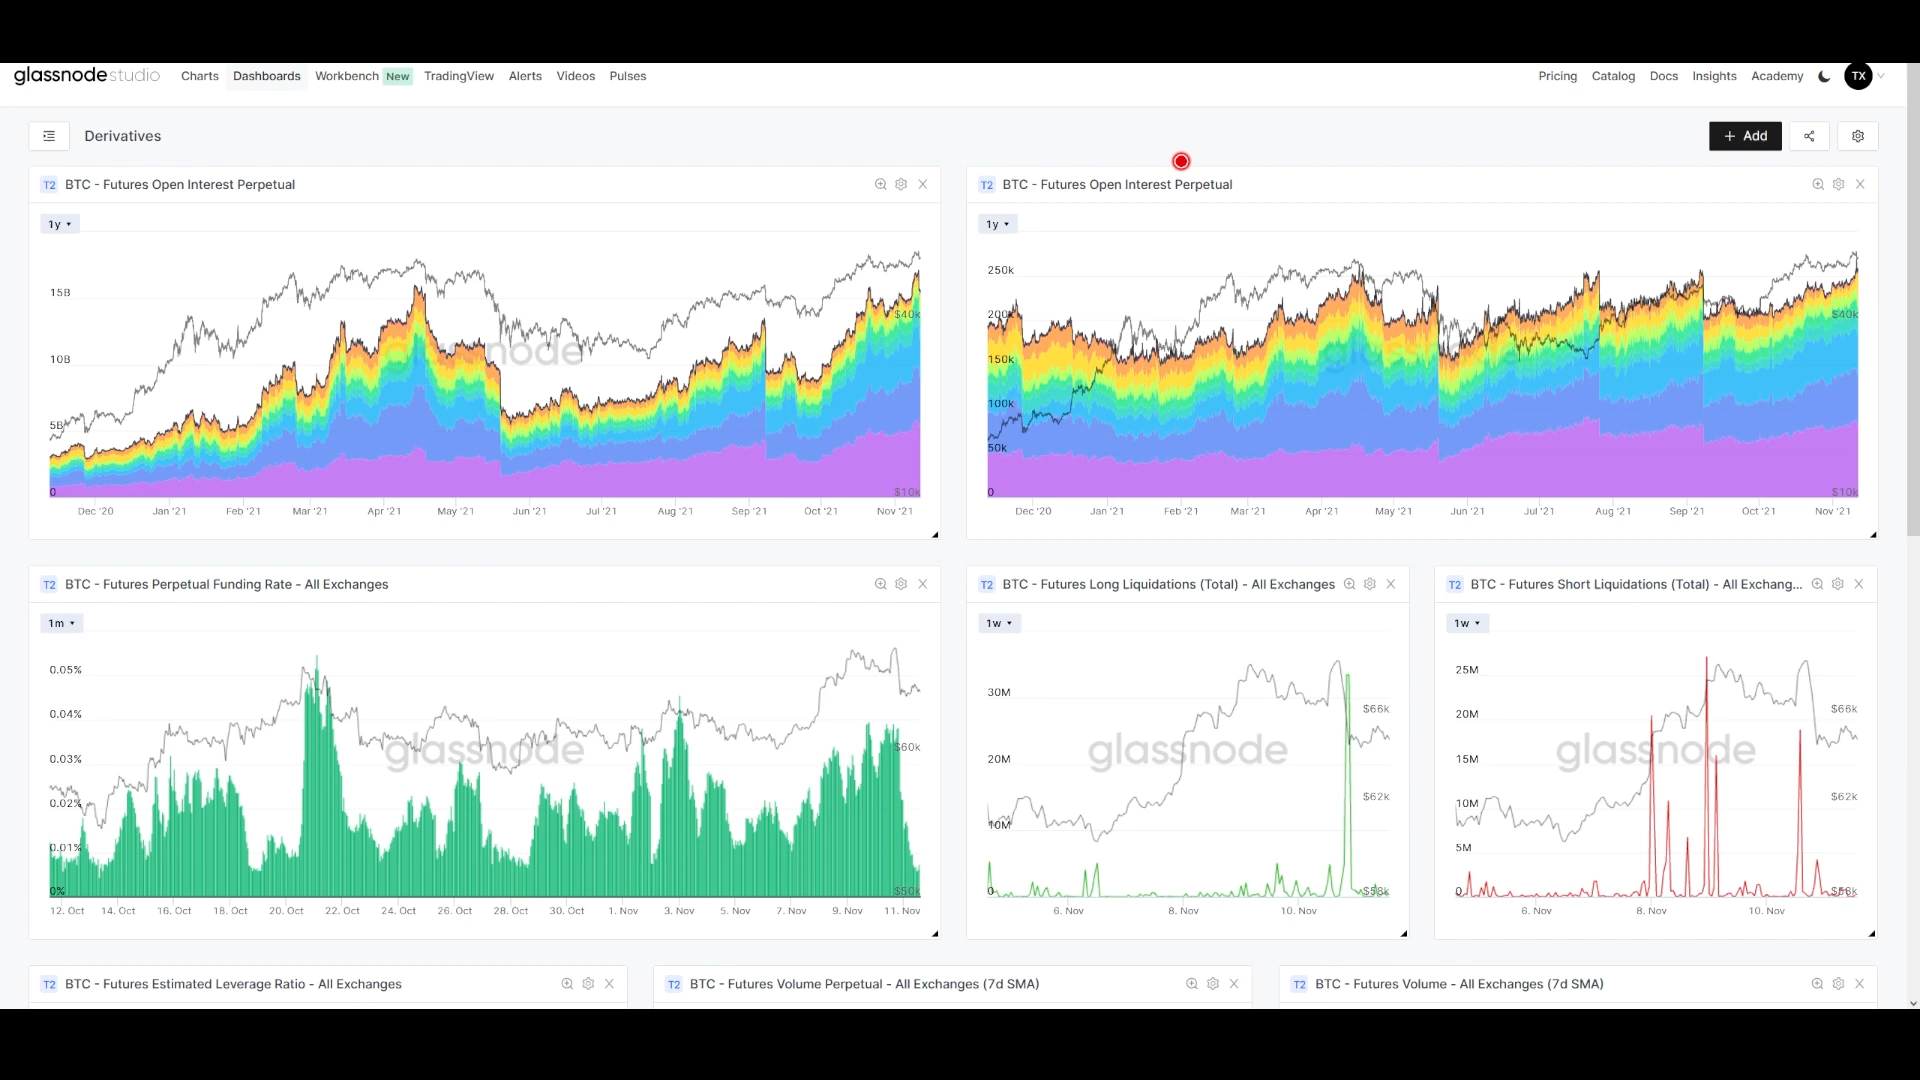 glassnodestudio Charts Dashboards Workbench New TradingView Alerts Videos Pulses Pricing Catalog Docs Insights Academy TX
Derivatives + Add
T2 BTC - Futures Open Interest Perpetual
1y
15B
10B
5B
0
$40k
$10k
glassnode
Dec '20 Jan '21 Feb '21 Mar '21 Apr '21 May '21 Jun '21 Jul '21 Aug '21 Sep '21 Oct '21 Nov '21
T2 BTC - Futures Open Interest Perpetual
1y
250k
200k
150k
100k
50k
0
$40k
$10k
Dec '20 Jan '21 Feb '21 Mar '21 Apr '21 May '21 Jun '21 Jul '21 Aug '21 Sep '21 Oct '21 Nov '21
T2 BTC - Futures Perpetual Funding Rate - All Exchanges
1m
0.05%
0.04%
0.03%
0.02%
0.01%
0%
$60k
$50k
glassnode
12. Oct 14. Oct 16. Oct 18. Oct 20. Oct 22. Oct 24. Oct 26. Oct 28. Oct 30. Oct 1. Nov 3. Nov 5. Nov 7. Nov 9. Nov 11. Nov
T2 BTC - Futures Long Liquidations (Total) - All Exchanges
1w
30M
20M
10M
0
$66k
$62k
$58k
glassnode
6. Nov 8. Nov 10. Nov
T2 BTC - Futures Short Liquidations (Total) - All Exchang...
1w
25M
20M
15M
10M
5M
0
$66k
$62k
$58k
glassnode
6. Nov 8. Nov 10. Nov
T2 BTC - Futures Estimated Leverage Ratio - All Exchanges
T2 BTC - Futures Volume Perpetual - All Exchanges (7d SMA)
T2 BTC - Futures Volume - All Exchanges (7d SMA)